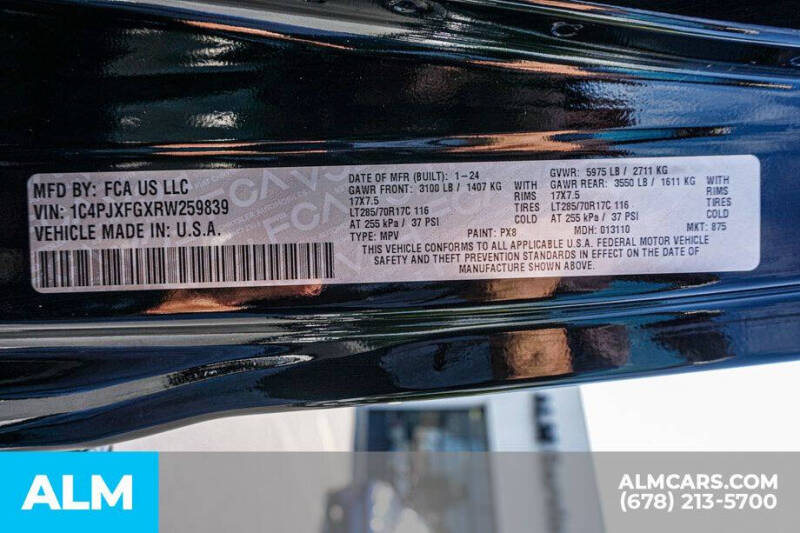 MFD BY: FCA US LLC
VIN: 1C4PJXFGXRW259839
VEHICLE MADE IN: U.S.A.
DATE OF MFR (BUILT): 1-24
GAWR FRONT: 3100 LB / 1407 KG
17X7.5
LT285/70R17C 116
AT 255 kPa / 37 PSI
TYPE: MPV
WITH
RIMS
TIRES
GVWR: 5975 LB / 2711 KG
GAWR REAR: 3550 LB / 1611 KG
17X7.5
LT285/70R17C 116
AT 255 kPa / 37 PSI
WITH
RIMS
TIRES
PAINT: PX8
MDH: 013110
MKT: 875
THIS VEHICLE CONFORMS TO ALL APPLICABLE U.S.A. FEDERAL MOTOR VEHICLE
SAFETY AND THEFT PREVENTION STANDARDS IN EFFECT ON THE DATE OF
MANUFACTURE SHOWN ABOVE.
ALM
ALMCARS.COM
(678) 213-5700